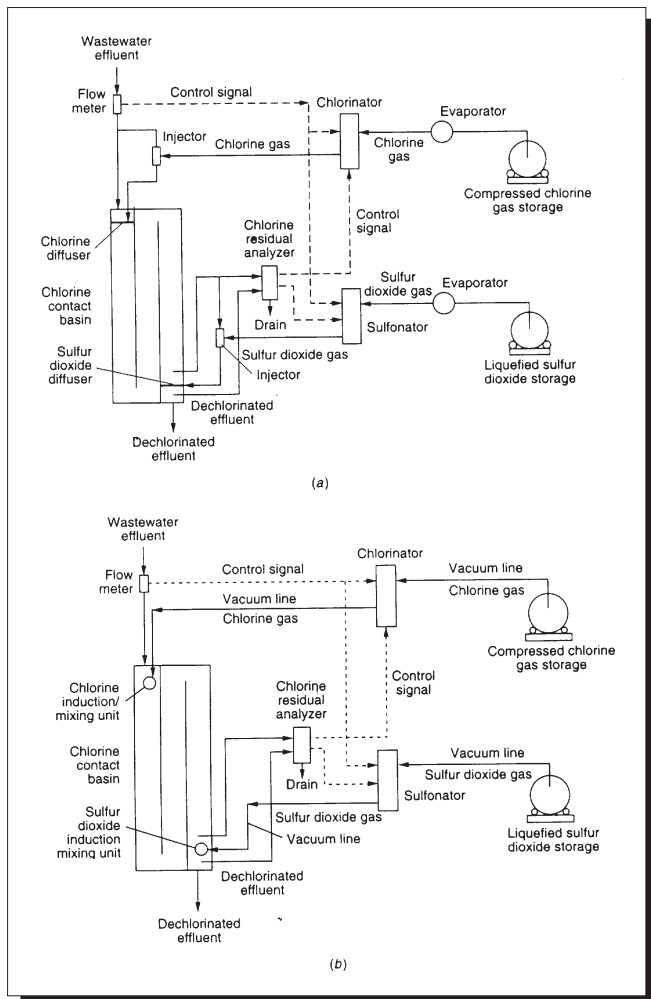 Wastewater
effluent
Flow
meter
Control signal
Chlorinator
Evaporator
Injector
Chlorine gas
Chlorine
gas
Compressed chlorine
gas storage
Control
signal
Chlorine
diffuser
Chlorine
residual
analyzer
Chlorine
contact
basin
Sulfur
dioxide gas
Evaporator
Drain
Sulfonator
Sulfur
dioxide
diffuser
Sulfur dioxide gas
Injector
Liquefied sulfur
dioxide storage
Dechlorinated
effluent
Dechlorinated
effluent
(a)
Wastewater
effluent
Flow
meter
Control signal
Chlorinator
Vacuum line
Chlorine gas
Vacuum line
Chlorine gas
Compressed chlorine
gas storage
Control
signal
Chlorine
induction/
mixing unit
Chlorine
residual
analyzer
Chlorine
contact
basin
Vacuum line
Sulfur dioxide gas
Drain
Sulfonator
Sulfur
dioxide
induction
mixing unit
Sulfur dioxide gas
Vacuum line
Liquefied sulfur
dioxide storage
Dechlorinated
effluent
Dechlorinated
effluent
(b)